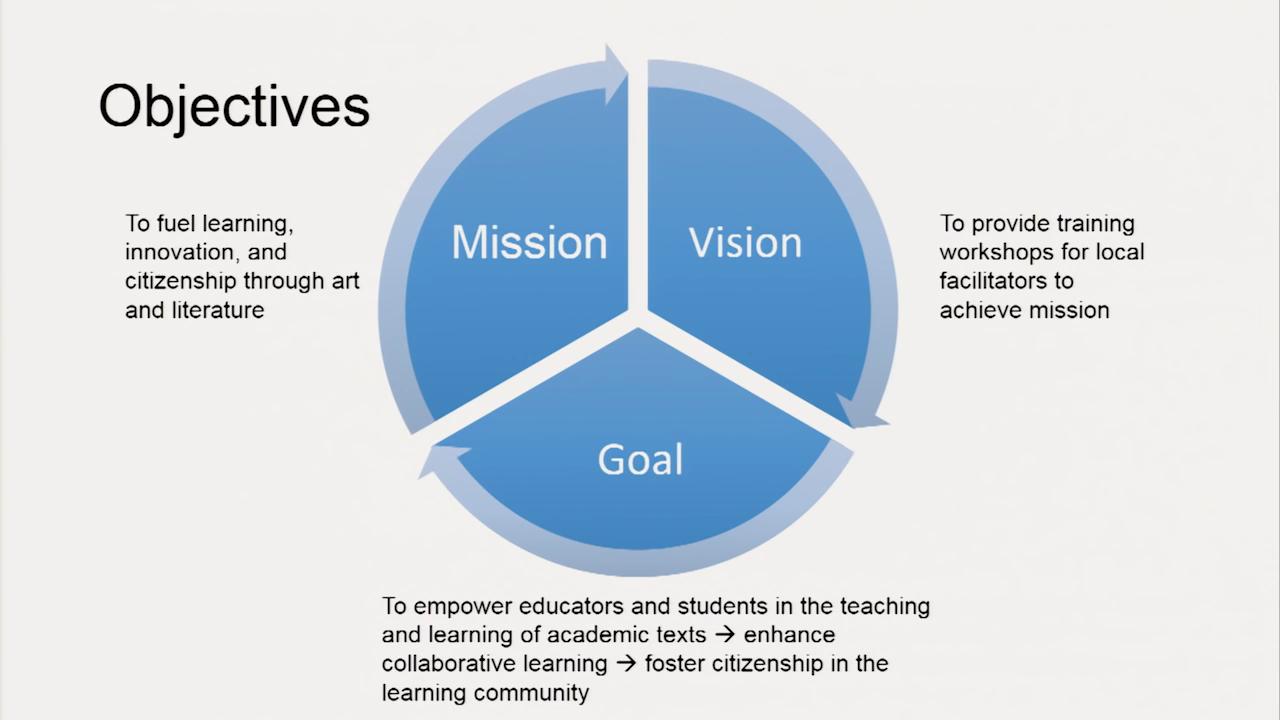 Objectives
To fuel learning,
innovation, and
citizenship through art
and literature
Mission
Vision
To provide training
workshops for local
facilitators to
achieve mission
Goal
To empower educators and students in the teaching
and learning of academic texts → enhance
collaborative learning → foster citizenship in the
learning community